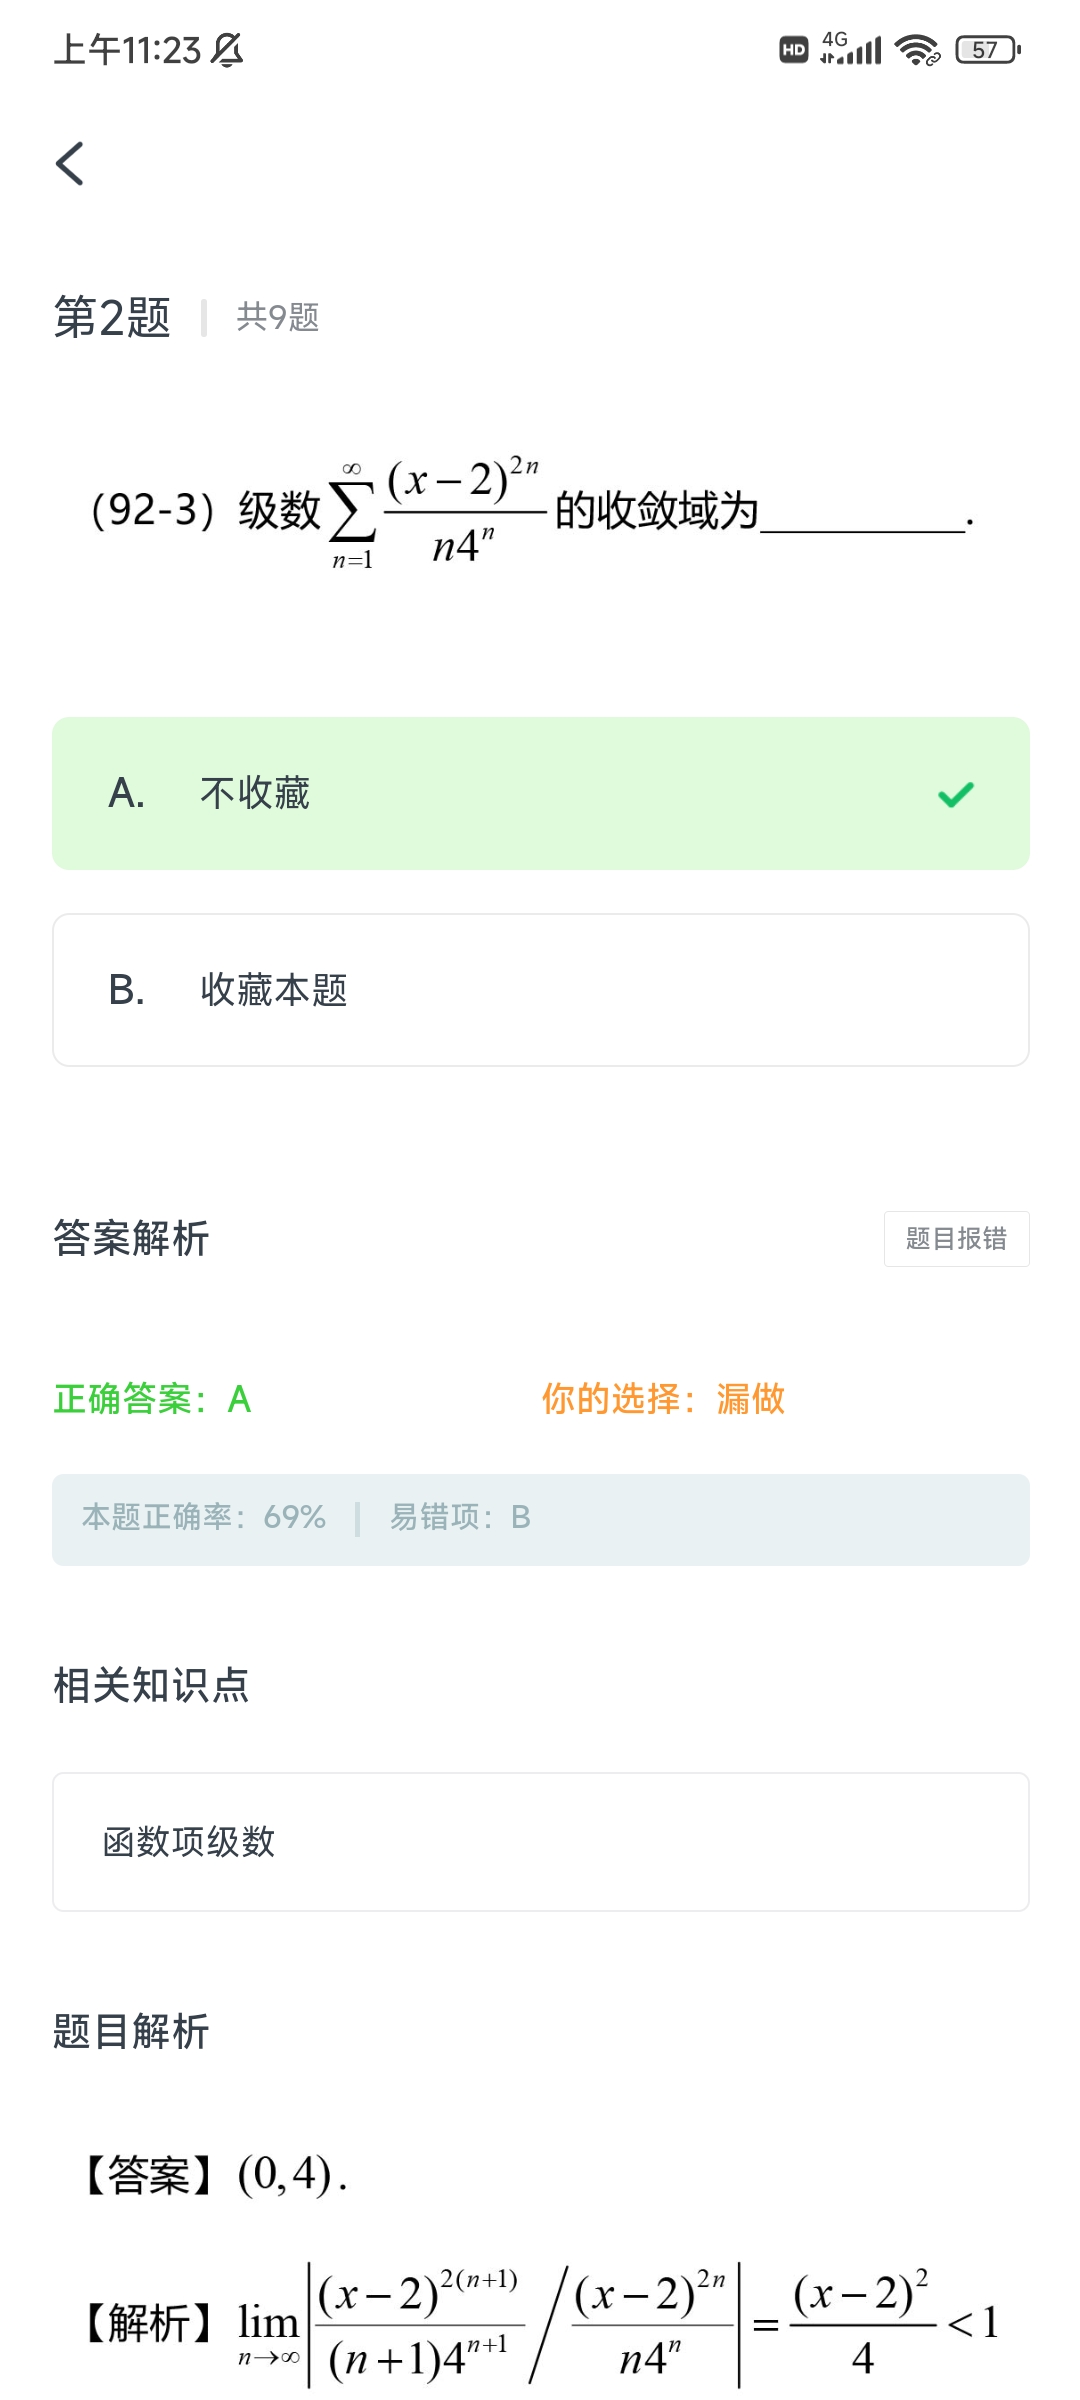 上午11:23 HD 4G 57
第2题 共9题
(92-3) 级数 $\sum_{n=1}^{\infty} \frac{(x-2)^{2n}}{n4^n}$ 的收敛域为__________.
A. 不收藏
B. 收藏本题
答案解析 题目报错
正确答案：A 你的选择：漏做
本题正确率：69% 易错项：B
相关知识点
函数项级数
题目解析
【答案】(0,4).
【解析】$\lim_{n \to \infty} \left| \frac{(x-2)^{2(n+1)}}{(n+1)4^{n+1}} \middle/ \frac{(x-2)^{2n}}{n4^n} \right| = \frac{(x-2)^2}{4} < 1$